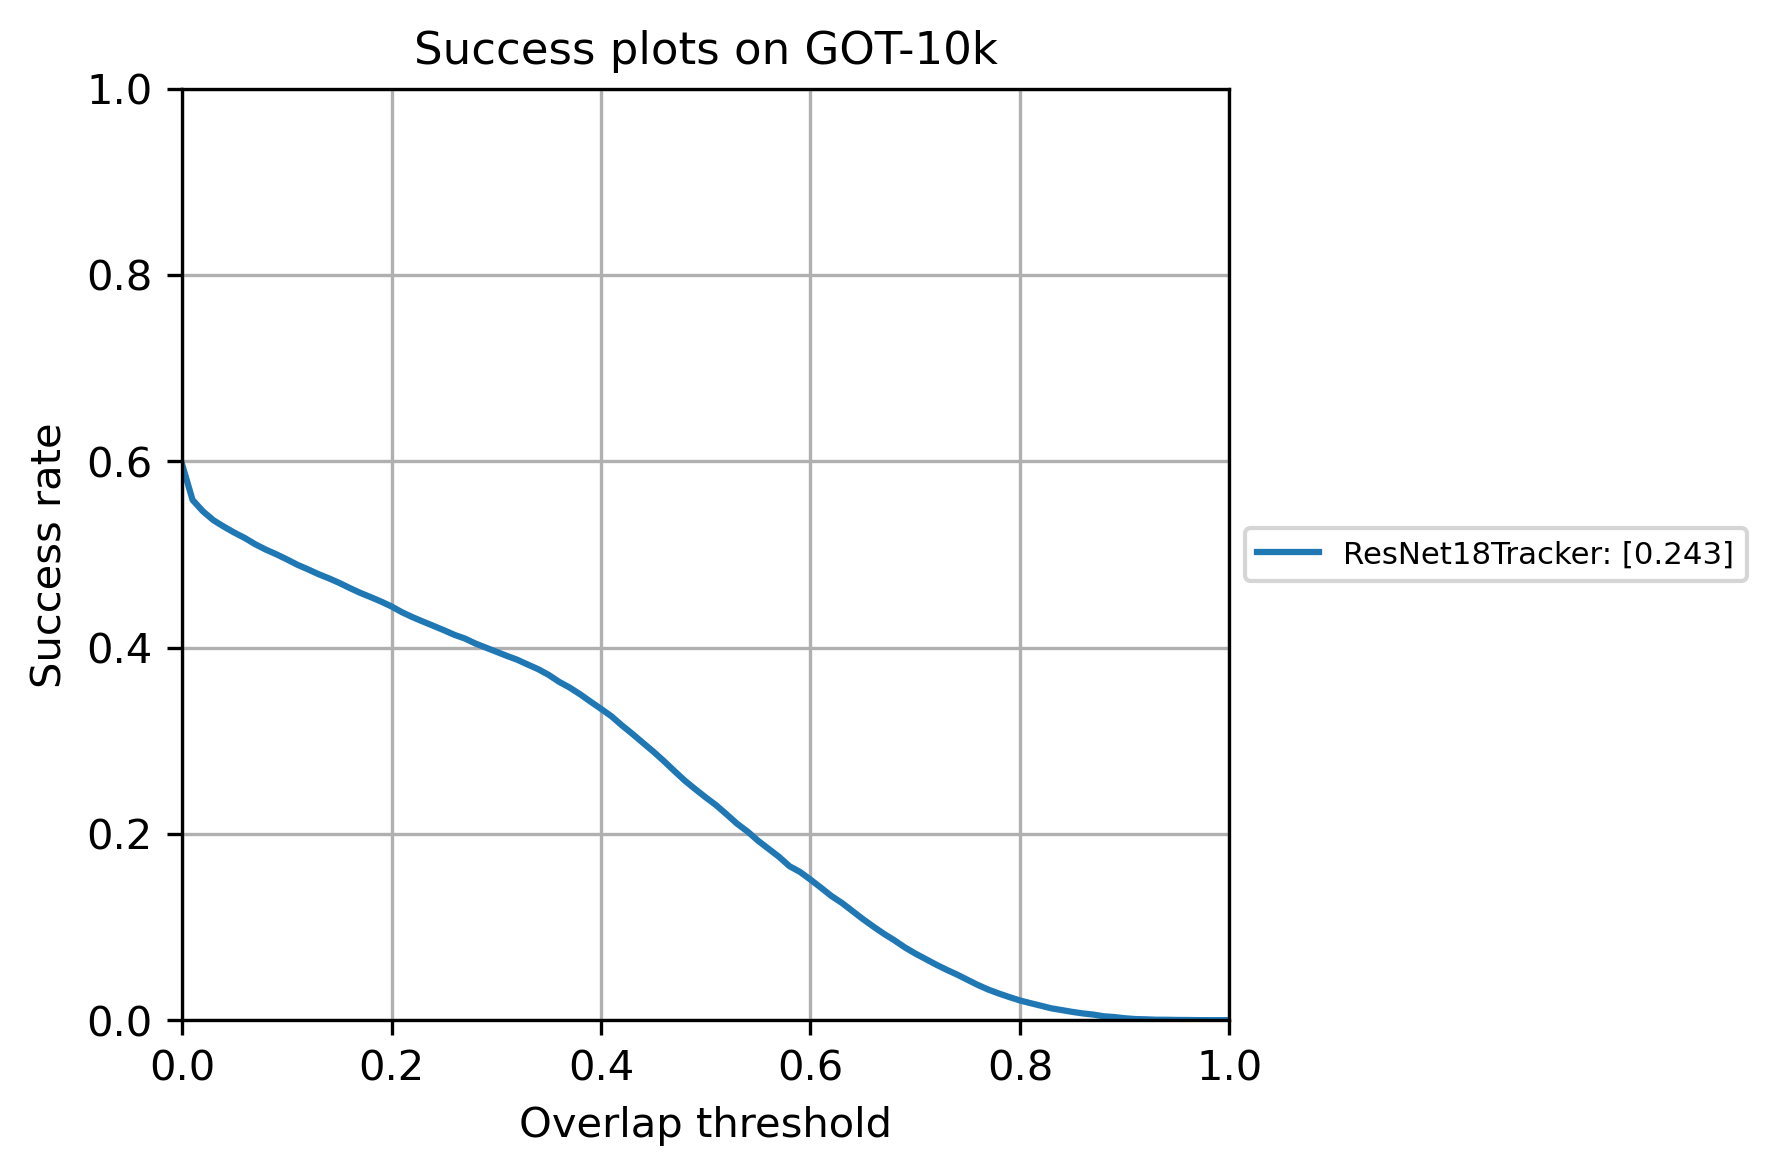 Success plots on GOT-10k
1.0
0.8
0.6
0.4
0.2
0.0
Success rate
0.0 0.2 0.4 0.6 0.8 1.0
Overlap threshold
ResNet18Tracker: [0.243]